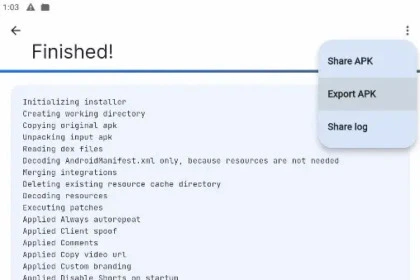 1:03
Finished!
Share APK
Export APK
Share log
Initializing installer
Creating working directory
Copying original apk
Unpacking input apk
Reading dex files
Decoding AndroidManifest.xml only, because resources are not needed
Merging integrations
Deleting existing resource cache directory
Decoding resources
Executing patches
Applied Always autorepeat
Applied Client spoof
Applied Comments
Applied Copy video url
Applied Custom branding
Applied Disable Shorts on startup